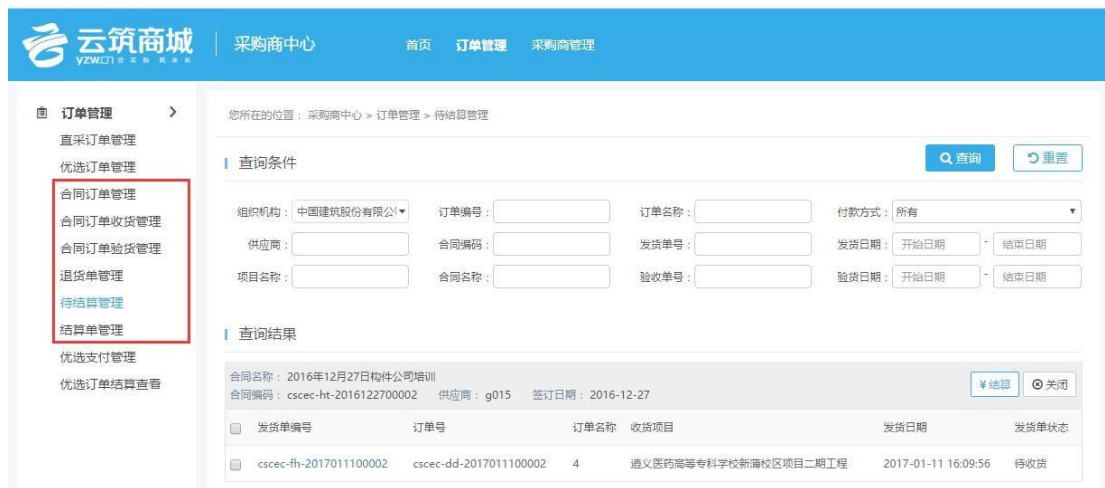 云筑商城 采购商中心 首页 订单管理 采购商管理
yzw.cn 云采购 筑未来
订单管理
直采订单管理
优选订单管理
合同订单管理
合同订单收货管理
合同订单验货管理
退货单管理
待结算管理
结算单管理
优选支付管理
优选订单结算查看
您所在的位置： 采购商中心 > 订单管理 > 待结算管理
查询条件 查询 重置
组织机构： 中国建筑股份有限公 订单编号： 订单名称： 付款方式： 所有
供应商： 合同编码： 发货单号： 发货日期： 开始日期 - 结束日期
项目名称： 合同名称： 验收单号： 验货日期： 开始日期 - 结束日期
查询结果
合同名称： 2016年12月27日构件公司培训
合同编码： cscec-ht-2016122700002 供应商： g015 签订日期： 2016-12-27 ¥结算 关闭
发货单编号 订单号 订单名称 收货项目 发货日期 发货单状态
cscec-fh-2017011100002 cscec-dd-2017011100002 4 遵义医药高等专科学校新蒲校区项目二期工程 2017-01-11 16:09:56 待收货